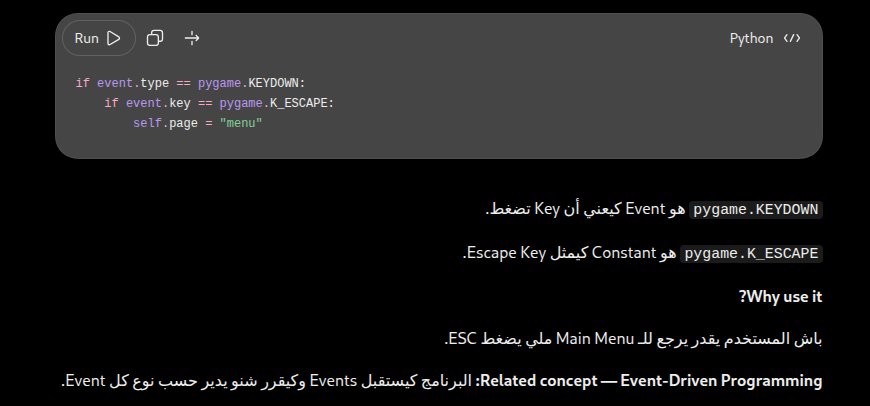 Run
Python </>
if event.type == pygame.KEYDOWN:
    if event.key == pygame.K_ESCAPE:
        self.page = "menu"
pygame.KEYDOWN هو Event كيعني أن Key تضغط.
pygame.K_ESCAPE هو Constant كيمثل Escape Key.
Why use it?
باش المستخدم يقدر يرجع للـ Main Menu ملي يضغط ESC.
Related concept — Event-Driven Programming: البرنامج كيستقبل Events وكيقرر شنو يدير حسب نوع كل Event.